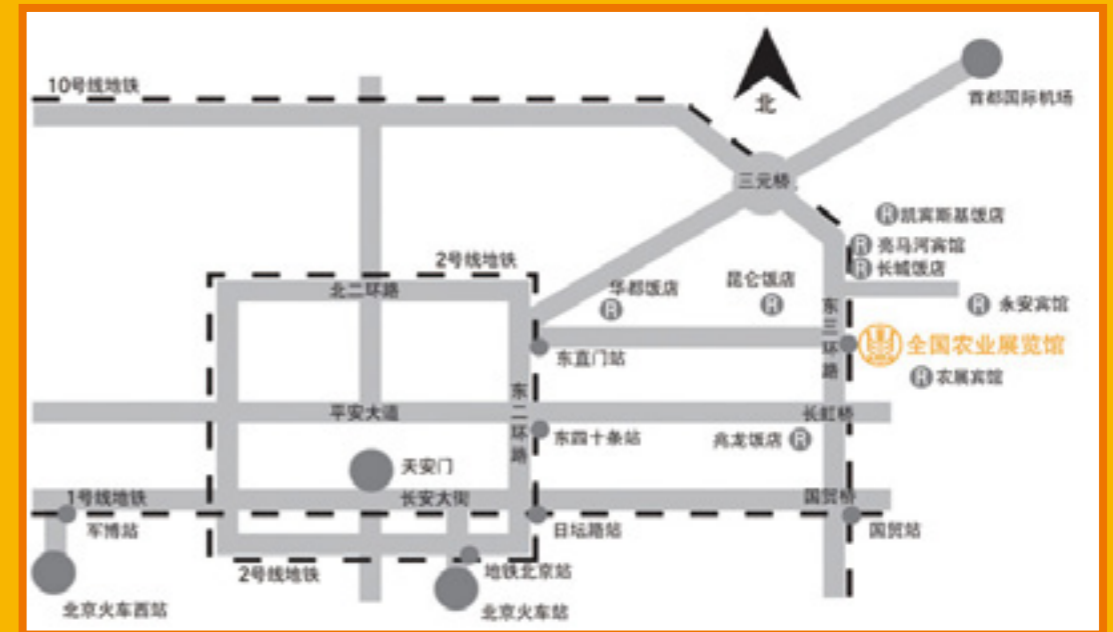 10号线地铁
北
首都国际机场
三元桥
凯宾斯基饭店
亮马河宾馆
长城饭店
2号线地铁
北二环路
华都饭店
昆仑饭店
永安宾馆
东三环路
全国农业展览馆
东直门站
农展宾馆
东二环路
平安大道
长虹桥
东四十条站
兆龙饭店
天安门
1号线地铁
长安大街
国贸桥
军博站
日坛路站
国贸站
2号线地铁
地铁北京站
北京火车西站
北京火车站